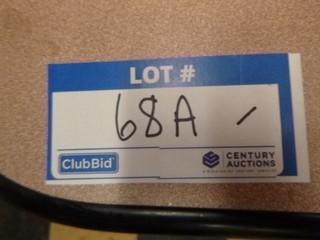 LOT #
68A -
ClubBid
CENTURY
AUCTIONS